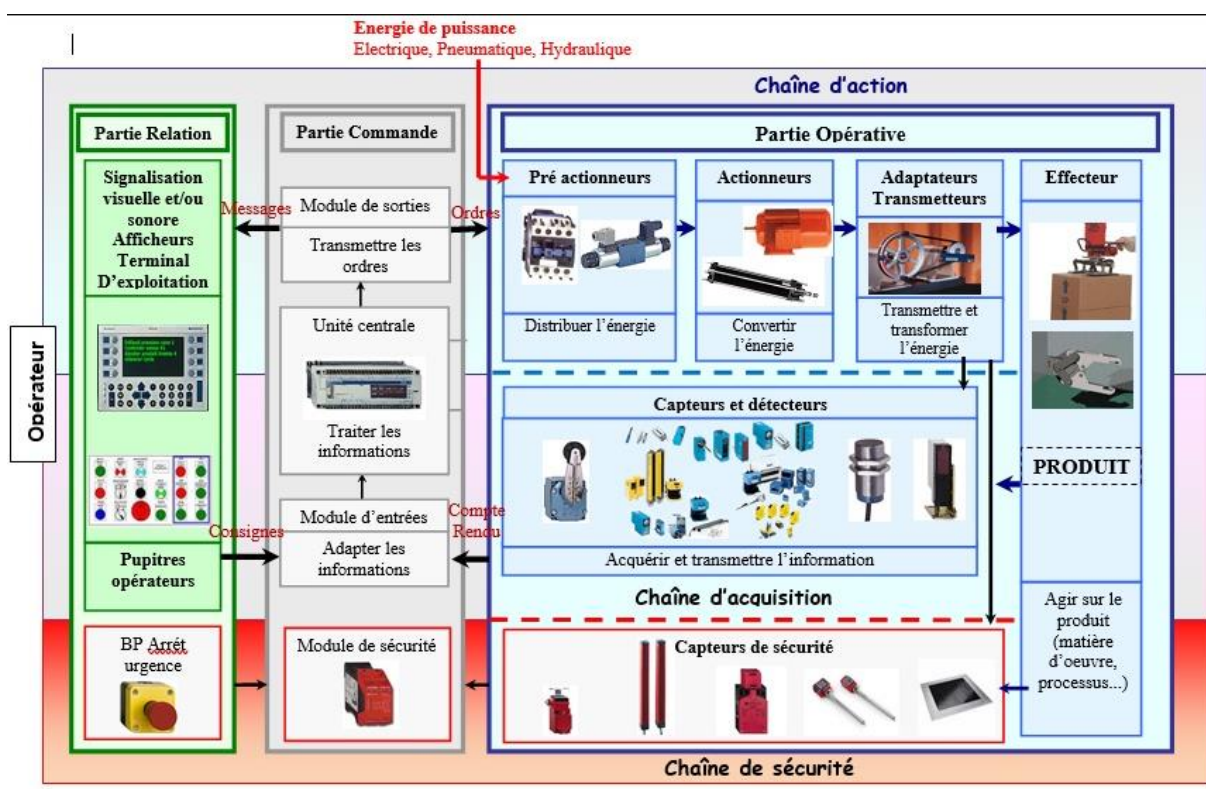 Energie de puissance
Electrique, Pneumatique, Hydraulique
Chaîne d'action
Opérateur
Partie Relation
Signalisation
visuelle et/ou
sonore
Afficheurs
Terminal
D'exploitation
Pupitres
opérateurs
BP Arrét
urgence
Messages
Consignes
Partie Commande
Module de sorties
Transmettre les
ordres
Unité centrale
Traiter les
informations
Module d'entrées
Adapter les
informations
Module de sécurité
Ordres
Compte
Rendu
Partie Opérative
Pré actionneurs
Distribuer l'énergie
Actionneurs
Convertir
l'énergie
Adaptateurs
Transmetteurs
Transmettre et
transformer
l'énergie
Effecteur
PRODUIT
Agir sur le
produit
(matière
d'oeuvre,
processus...)
Capteurs et détecteurs
Acquérir et transmettre l'information
Chaîne d'acquisition
Capteurs de sécurité
Chaîne de sécurité